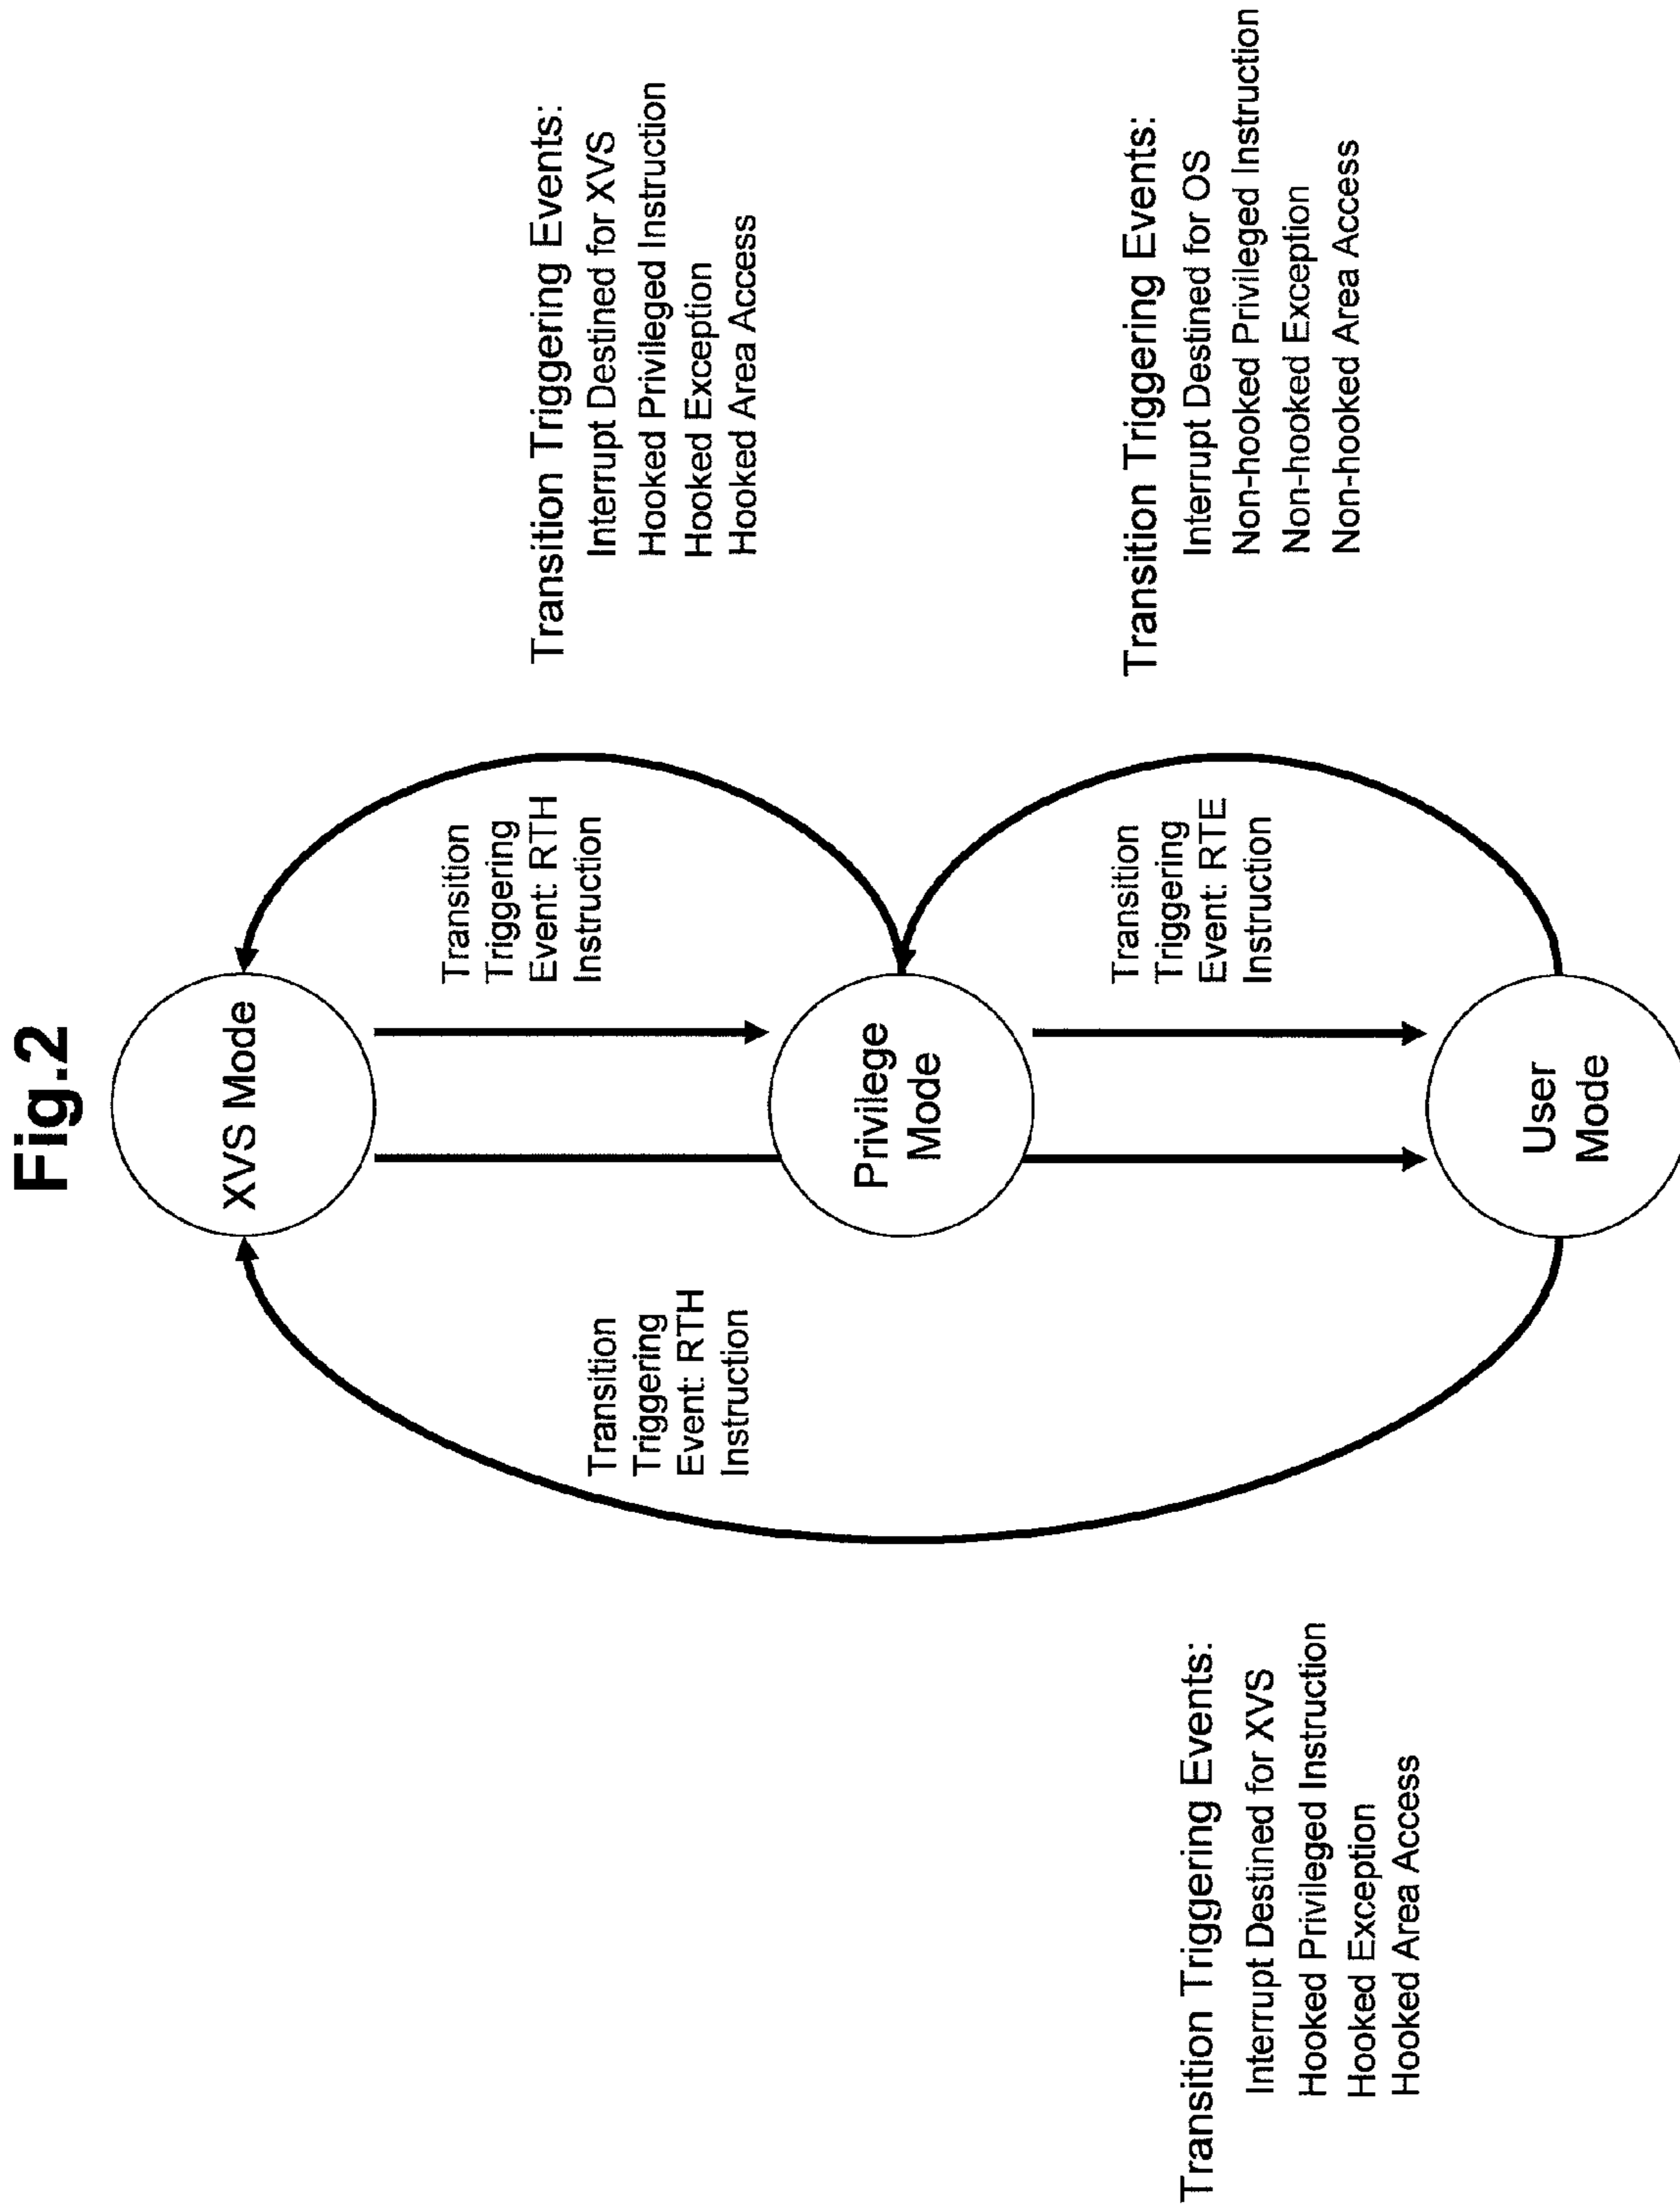 Fig.2
XVS Mode
Transition
Triggering
Event: RTH
Instruction
Transition Triggering Events:
Interrupt Destined for XVS
Hooked Privileged Instruction
Hooked Exception
Hooked Area Access
Transition
Triggering
Event: RTH
Instruction
Privilege
Mode
Transition
Triggering
Event: RTE
Instruction
Transition Triggering Events:
Interrupt Destined for OS
Non-hooked Privileged Instruction
Non-hooked Exception
Non-hooked Area Access
Transition Triggering Events:
Interrupt Destined for XVS
Hooked Privileged Instruction
Hooked Exception
Hooked Area Access
User
Mode